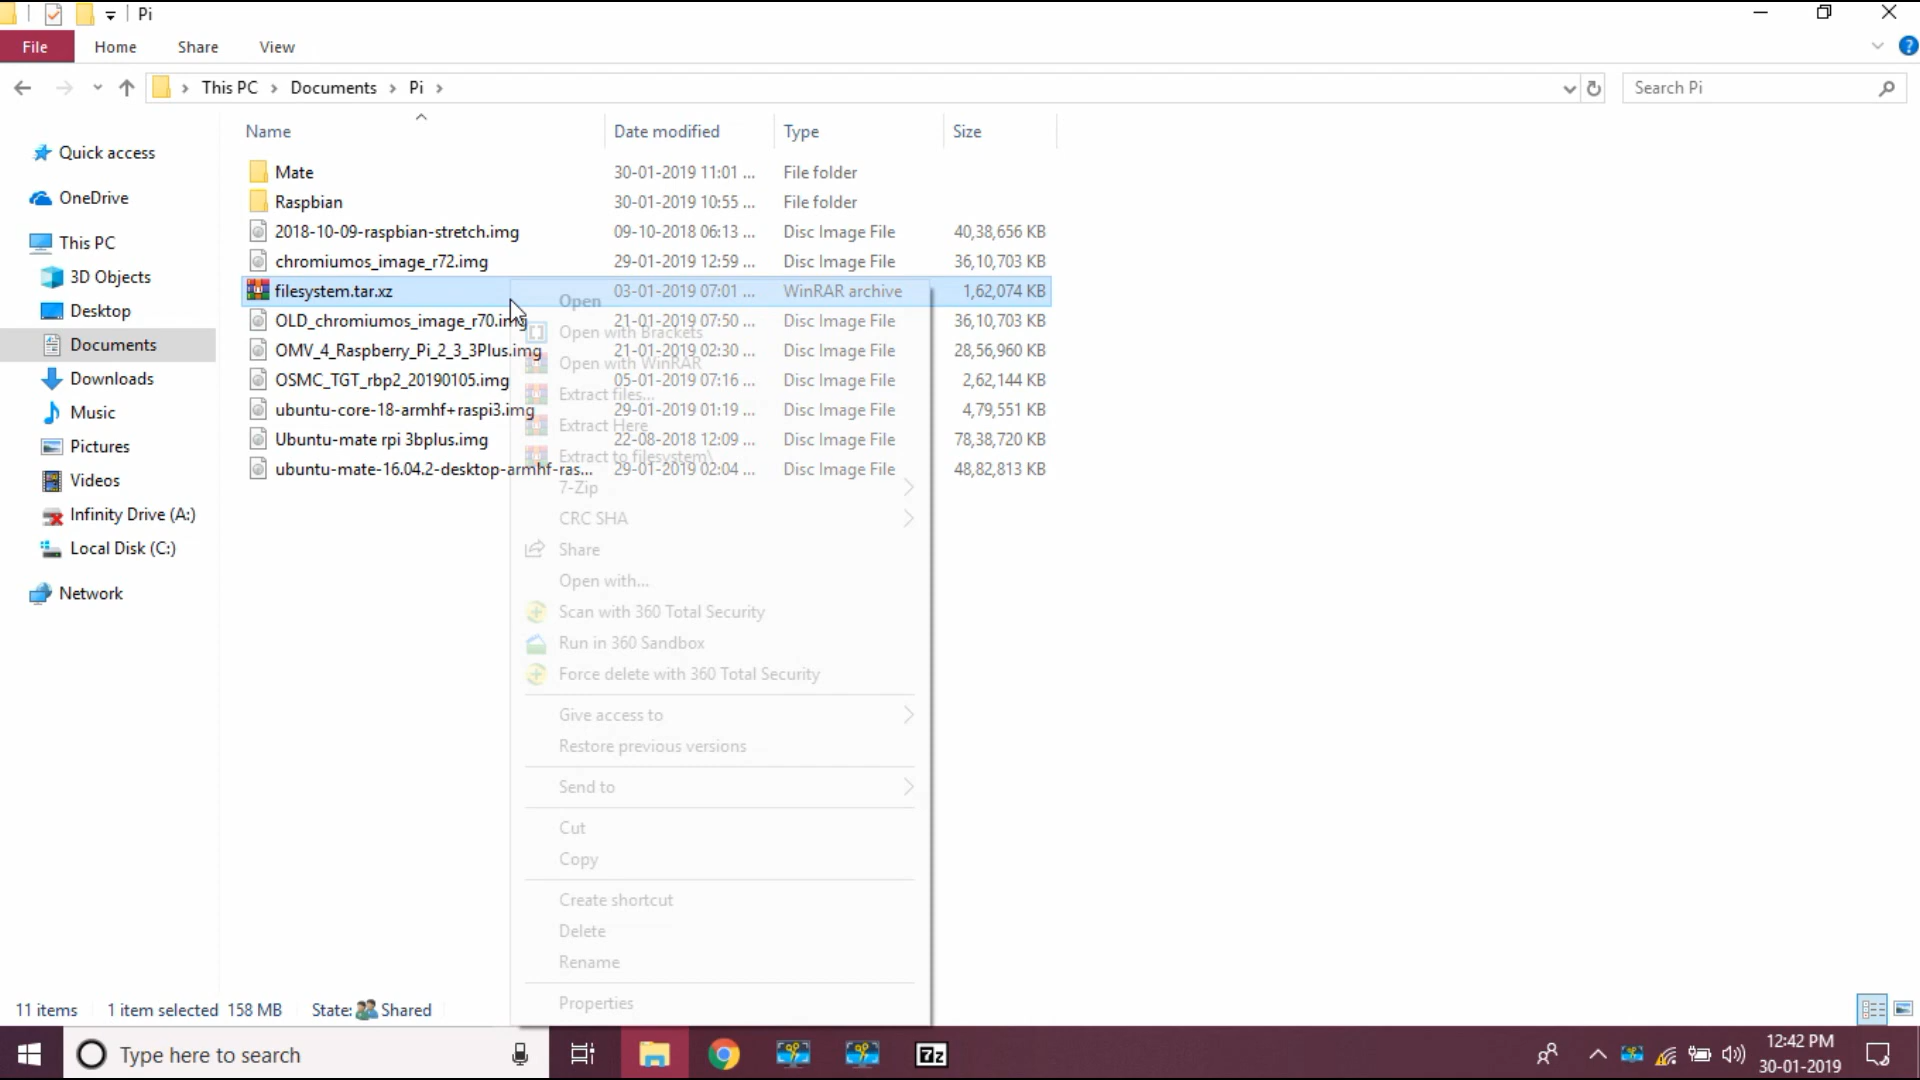 Pi
File Home Share View
This PC Documents Pi
Search Pi
Name Date modified Type Size
Quick access
OneDrive
This PC
3D Objects
Desktop
Documents
Downloads
Music
Pictures
Videos
Infinity Drive (A:)
Local Disk (C:)
Network
Mate 30-01-2019 11:01 ... File folder
Raspbian 30-01-2019 10:55 ... File folder
2018-10-09-raspbian-stretch.img 09-10-2018 06:13 ... Disc Image File 40,38,656 KB
chromiumos_image_r72.img 29-01-2019 12:59 ... Disc Image File 36,10,703 KB
filesystem.tar.xz 03-01-2019 07:01 ... WinRAR archive 1,62,074 KB
OLD_chromiumos_image_r70.img 21-01-2019 07:50 ... Disc Image File 36,10,703 KB
OMV_4_Raspberry_Pi_2_3_3Plus.img 21-01-2019 02:30 ... Disc Image File 28,56,960 KB
OSMC_TGT_rbp2_20190105.img 05-01-2019 07:16 ... Disc Image File 2,62,144 KB
ubuntu-core-18-armhf+raspi3.img 29-01-2019 01:19 ... Disc Image File 4,79,551 KB
Ubuntu-mate rpi 3bplus.img 22-08-2018 12:09 ... Disc Image File 78,38,720 KB
ubuntu-mate-16.04.2-desktop-armhf-ras... 29-01-2019 02:04 ... Disc Image File 48,82,813 KB
Open
Open with Brackets
Open with WinRAR
Extract files...
Extract Here
Extract to filesystem\
7-Zip
CRC SHA
Share
Open with...
Scan with 360 Total Security
Run in 360 Sandbox
Force delete with 360 Total Security
Give access to
Restore previous versions
Send to
Cut
Copy
Create shortcut
Delete
Rename
Properties
11 items 1 item selected 158 MB State: Shared
Type here to search
7z
12:42 PM
30-01-2019